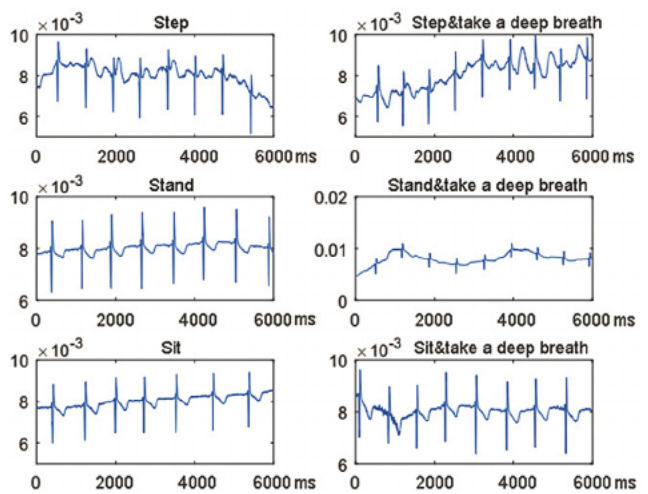 Step
× 10⁻³
10
8
6
0 2000 4000 6000 ms
Step&take a deep breath
× 10⁻³
10
8
6
0 2000 4000 6000 ms
Stand
× 10⁻³
10
8
6
0 2000 4000 6000 ms
Stand&take a deep breath
0.02
0.01
0
0 2000 4000 6000 ms
Sit
× 10⁻³
10
8
6
0 2000 4000 6000 ms
Sit&take a deep breath
× 10⁻³
10
8
6
0 2000 4000 6000 ms